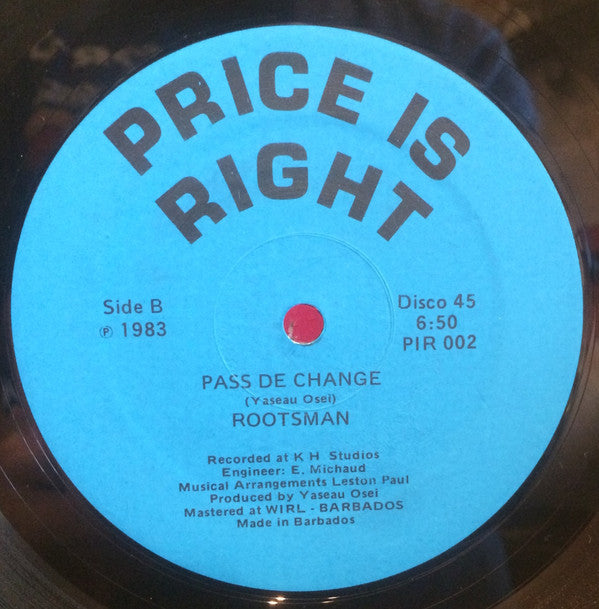 PRICE IS
RIGHT
Side B
℗ 1983
Disco 45
6:50
PIR 002
PASS DE CHANGE
(Yaseau Osei)
ROOTSMAN
Recorded at K H Studios
Engineer: E. Michaud
Musical Arrangements Leston Paul
Produced by Yaseau Osei
Mastered at WIRL - BARBADOS
Made in Barbados